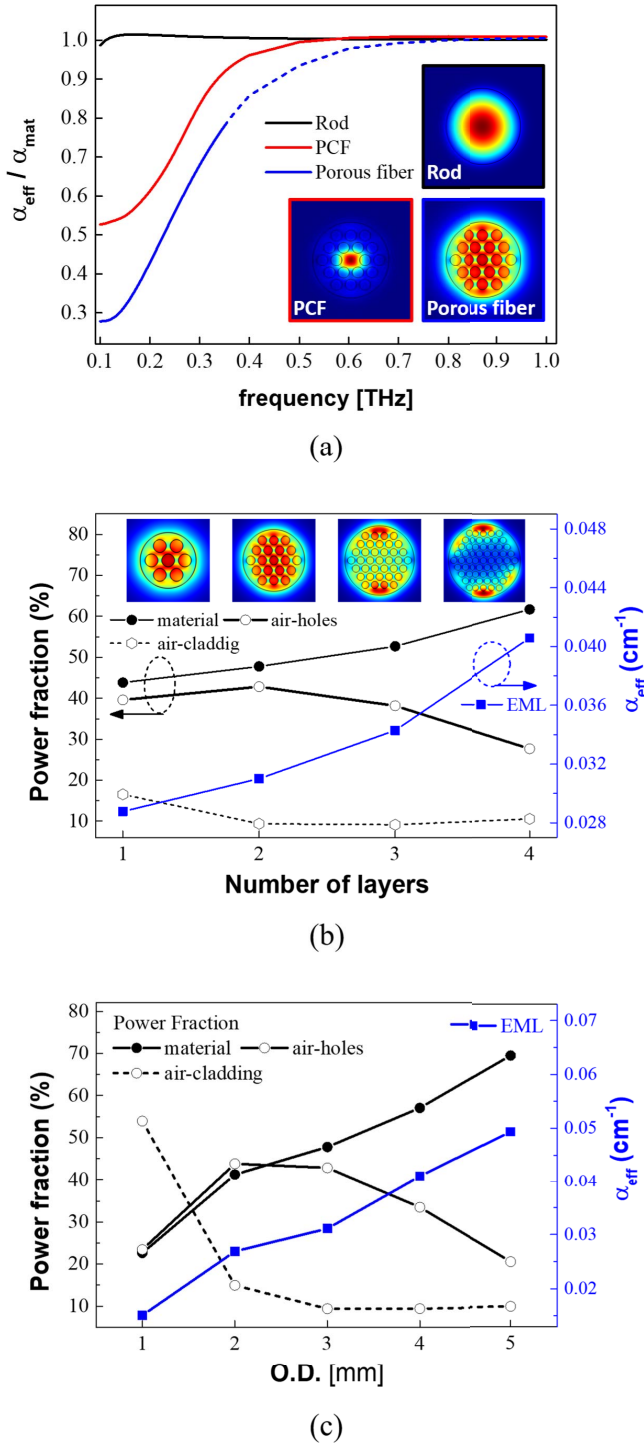 1.0
0.9
0.8
0.7
0.6
0.5
0.4
0.3
αeff / αmat
Rod
PCF
Porous fiber
Rod
PCF
Porous fiber
0.1 0.2 0.3 0.4 0.5 0.6 0.7 0.8 0.9 1.0
frequency [THz]
(a)
80
70
60
50
40
30
20
10
Power fraction (%)
material air-holes
air-claddig
EML
0.048
0.044
0.040
0.036
0.032
0.028
αeff (cm-1)
1 2 3 4
Number of layers
(b)
80
70
60
50
40
30
20
10
Power fraction (%)
Power Fraction
material air-holes
air-cladding
EML
0.07
0.06
0.05
0.04
0.03
0.02
αeff (cm-1)
1 2 3 4 5
O.D. [mm]
(c)